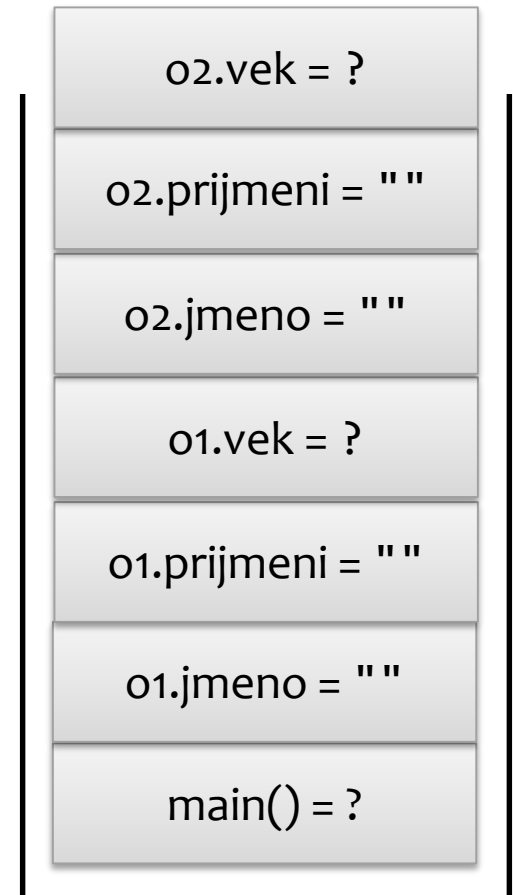 o2.vek = ?
o2.prijmeni = ""
o2.jmeno = ""
o1.vek = ?
o1.prijmeni = ""
o1.jmeno = ""
main() = ?